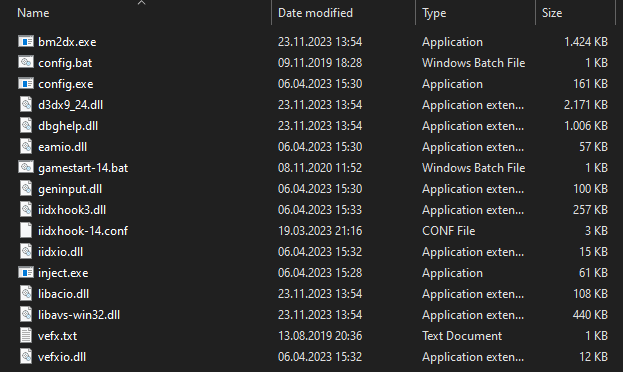 Name Date modified Type Size
bm2dx.exe 23.11.2023 13:54 Application 1.424 KB
config.bat 09.11.2019 18:28 Windows Batch File 1 KB
config.exe 06.04.2023 15:30 Application 161 KB
d3dx9_24.dll 23.11.2023 13:54 Application exten... 2.171 KB
dbghelp.dll 23.11.2023 13:54 Application exten... 1.006 KB
eamio.dll 06.04.2023 15:30 Application exten... 57 KB
gamestart-14.bat 08.11.2020 11:52 Windows Batch File 1 KB
geninput.dll 06.04.2023 15:30 Application exten... 100 KB
iidxhook3.dll 06.04.2023 15:33 Application exten... 257 KB
iidxhook-14.conf 19.03.2023 21:16 CONF File 3 KB
iidxio.dll 06.04.2023 15:32 Application exten... 15 KB
inject.exe 06.04.2023 15:28 Application 61 KB
libacio.dll 23.11.2023 13:54 Application exten... 108 KB
libavs-win32.dll 23.11.2023 13:54 Application exten... 440 KB
vefx.txt 13.08.2019 20:36 Text Document 1 KB
vefxio.dll 06.04.2023 15:32 Application exten... 12 KB